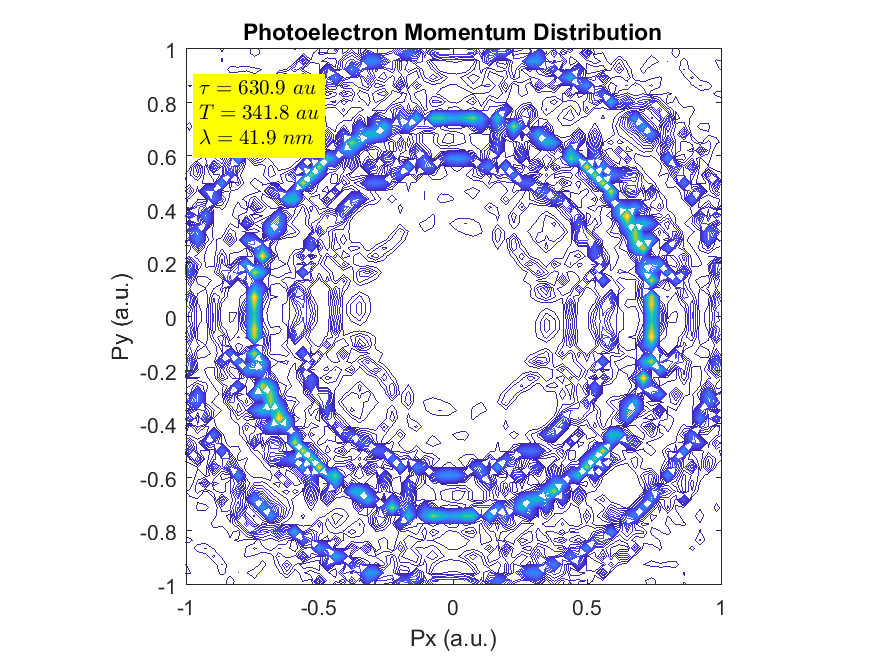 Photoelectron Momentum Distribution
τ = 630.9 au
T = 341.8 au
λ = 41.9 nm
1
0.8
0.6
0.4
0.2
0
-0.2
-0.4
-0.6
-0.8
-1
Py (a.u.)
-1 -0.5 0 0.5 1
Px (a.u.)